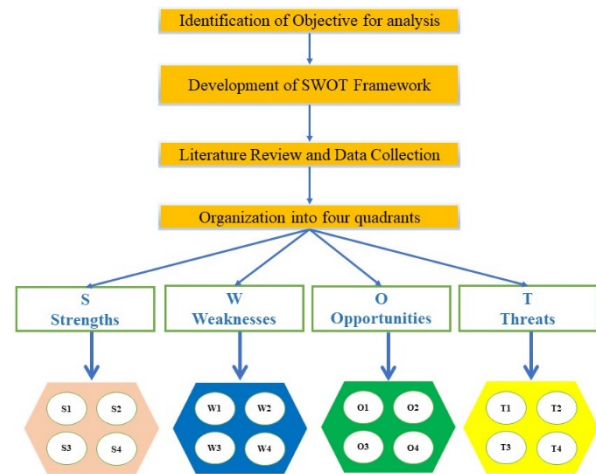 Identification of Objective for analysis
Development of SWOT Framework
Literature Review and Data Collection
Organization into four quadrants
S
Strengths
W
Weaknesses
O
Opportunities
T
Threats
S1 S2
S3 S4
W1 W2
W3 W4
O1 O2
O3 O4
T1 T2
T3 T4